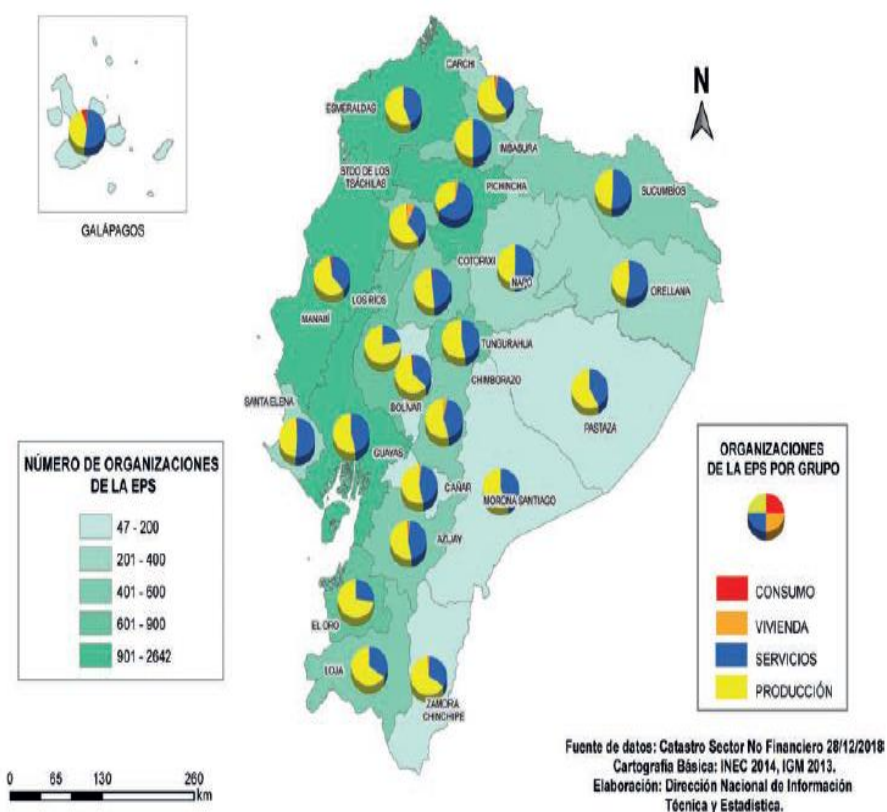 N
GALÁPAGOS
CARCHI
ESMERALDAS
IMBABURA
STDO DE LOS
TSÁCHILAS
PICHINCHA
SUCUMBÍOS
COTOPAXI
NAPO
ORELLANA
MANABÍ
LOS RÍOS
TUNGURAHUA
CHIMBORAZO
SANTA ELENA
BOLÍVAR
PASTAZA
GUAYAS
CAÑAR
MORONA SANTIAGO
AZUAY
EL ORO
LOJA
ZAMORA
CHINCHIPE
NÚMERO DE ORGANIZACIONES
DE LA EPS
47 - 200
201 - 400
401 - 600
601 - 900
901 - 2642
ORGANIZACIONES
DE LA EPS POR GRUPO
CONSUMO
VIVIENDA
SERVICIOS
PRODUCCIÓN
0 65 130 260
km
Fuente de datos: Catastro Sector No Financiero 28/12/2018
Cartografía Básica: INEC 2014, IGM 2013.
Elaboración: Dirección Nacional de Información
Técnica y Estadística.